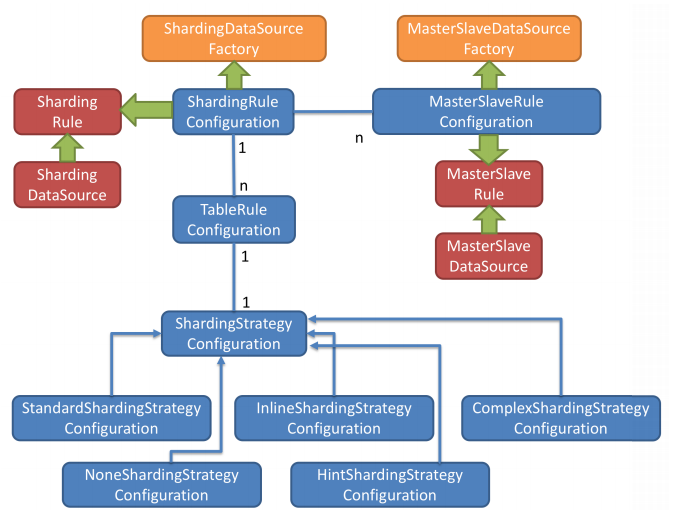 ShardingDataSource
Factory
MasterSlaveDataSource
Factory
Sharding
Rule
ShardingRule
Configuration
MasterSlaveRule
Configuration
1
n
Sharding
DataSource
MasterSlave
Rule
n
TableRule
Configuration
MasterSlave
DataSource
1
1
ShardingStrategy
Configuration
StandardShardingStrategy
Configuration
InlineShardingStrategy
Configuration
ComplexShardingStrategy
Configuration
NoneShardingStrategy
Configuration
HintShardingStrategy
Configuration